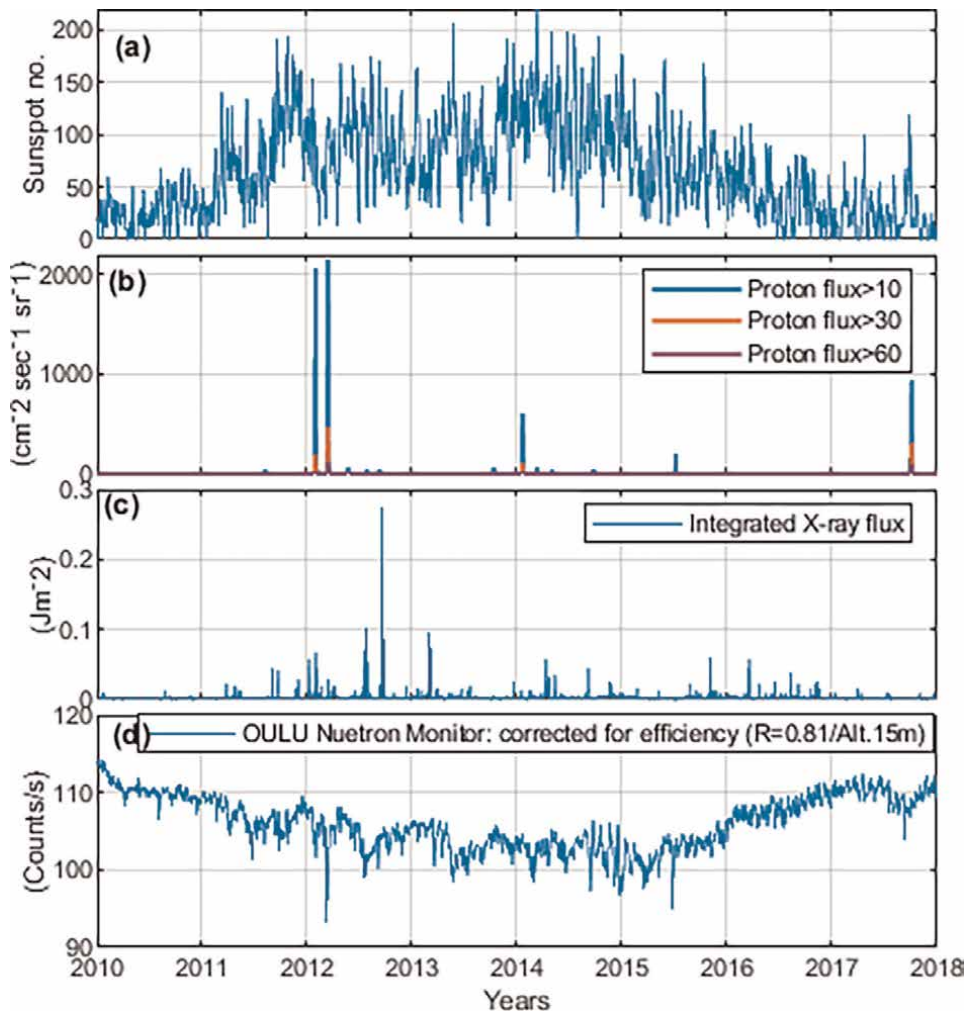 (a)
Sunspot no.
200
150
100
50
0
(b)
(cm⁻2 sec⁻1 sr⁻1)
2000
1000
0
Proton flux>10
Proton flux>30
Proton flux>60
(c)
(Jm⁻2)
0.3
0.2
0.1
0
Integrated X-ray flux
(d)
OULU Nuetron Monitor: corrected for efficiency (R=0.81/Alt.15m)
(Counts/s)
120
110
100
90
2010 2011 2012 2013 2014 2015 2016 2017 2018
Years